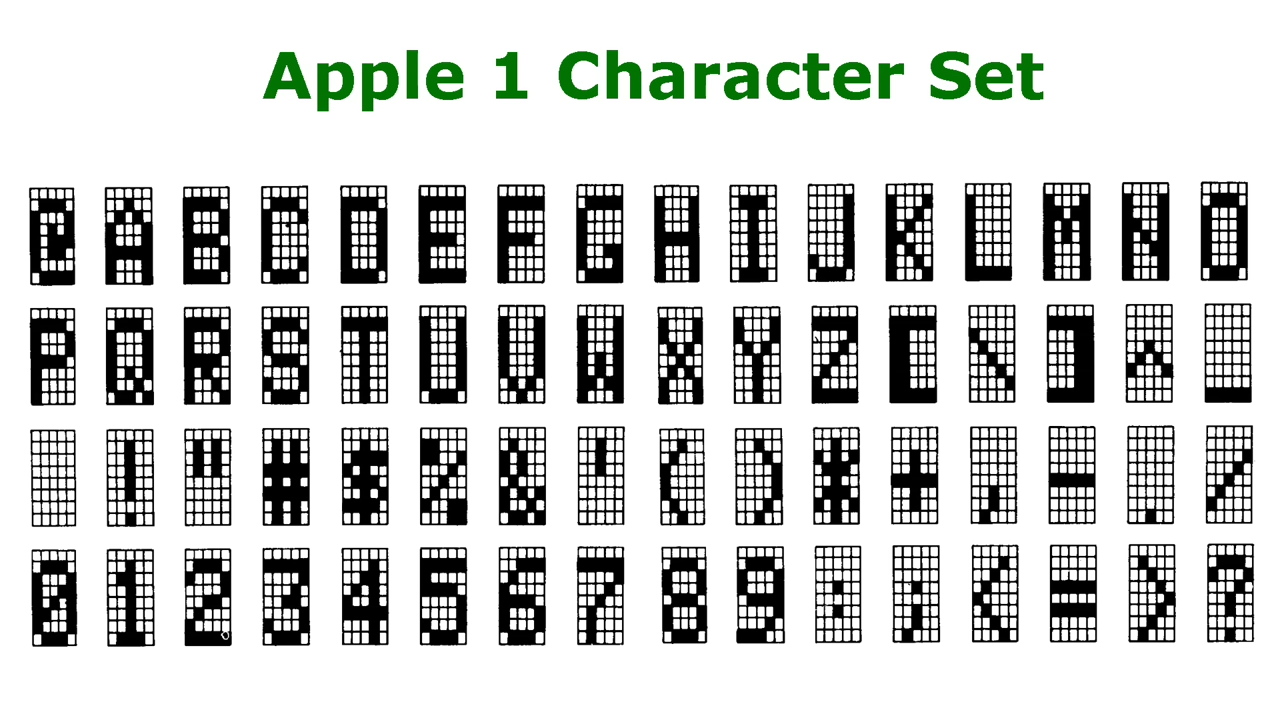 Apple 1 Character Set
@ A B C D E F G H I J K L M N O
P Q R S T U V W X Y Z [ \ ] ^ _
! " # $ % & ' ( ) * + , - . /
0 1 2 3 4 5 6 7 8 9 : ; < = > ?